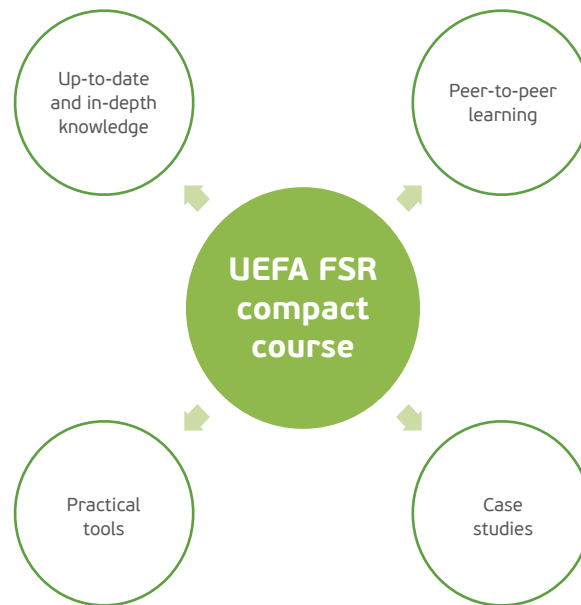 Up-to-date
and in-depth
knowledge
Peer-to-peer
learning
UEFA FSR
compact
course
Practical
tools
Case
studies